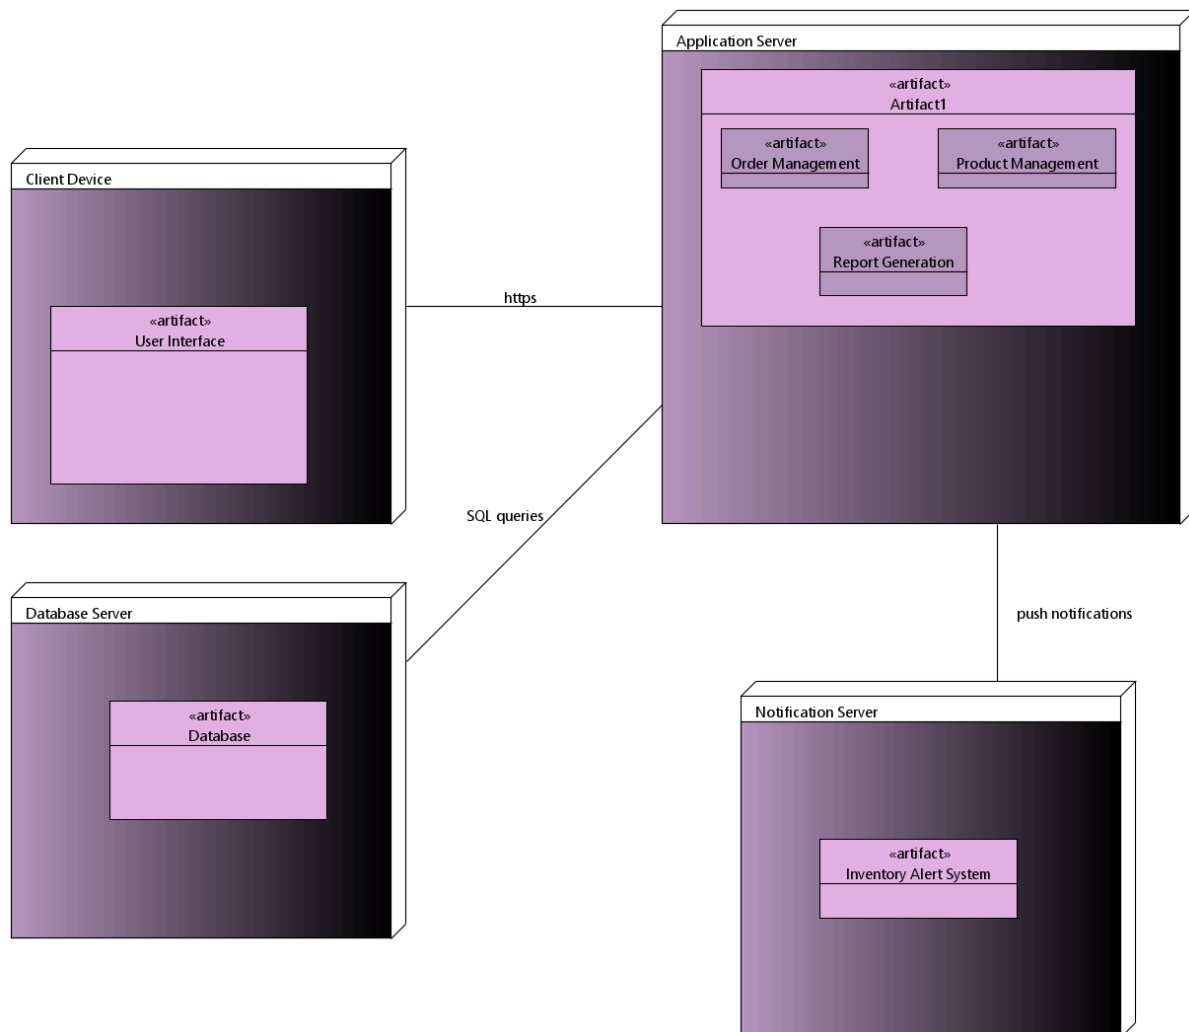 Application Server
«artifact»
Artifact1
«artifact»
Order Management
«artifact»
Product Management
«artifact»
Report Generation
Client Device
«artifact»
User Interface
https
SQL queries
Database Server
«artifact»
Database
push notifications
Notification Server
«artifact»
Inventory Alert System